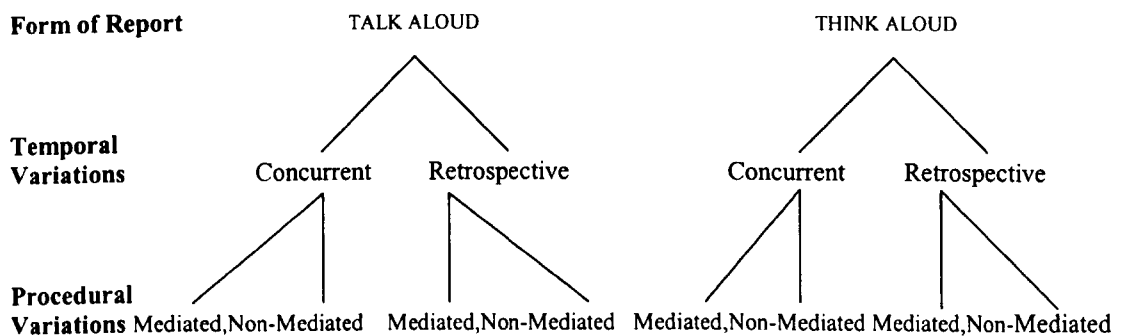 Form of Report TALK ALOUD THINK ALOUD
Temporal
Variations Concurrent Retrospective Concurrent Retrospective
Procedural
Variations Mediated,Non-Mediated Mediated,Non-Mediated Mediated,Non-Mediated Mediated,Non-Mediated